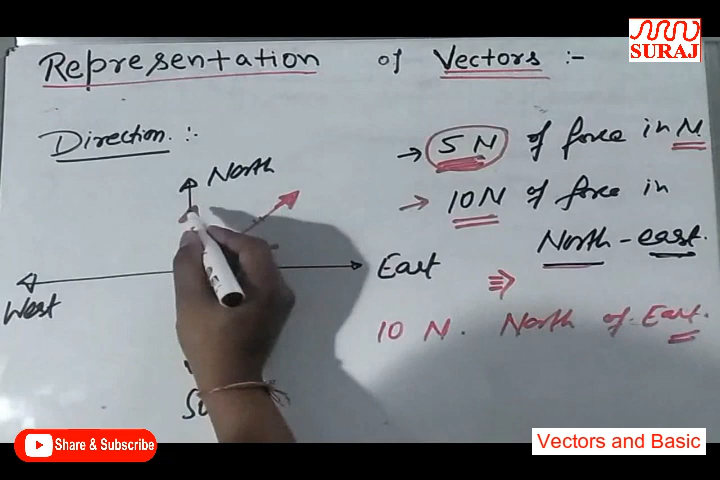 SURAJ
Representation of Vectors :-
Direction :-
→ 5 N of force in N
North
→ 10N of force in
North-east.
East
West
10 N. North of East.
Share & Subscribe
Vectors and Basic